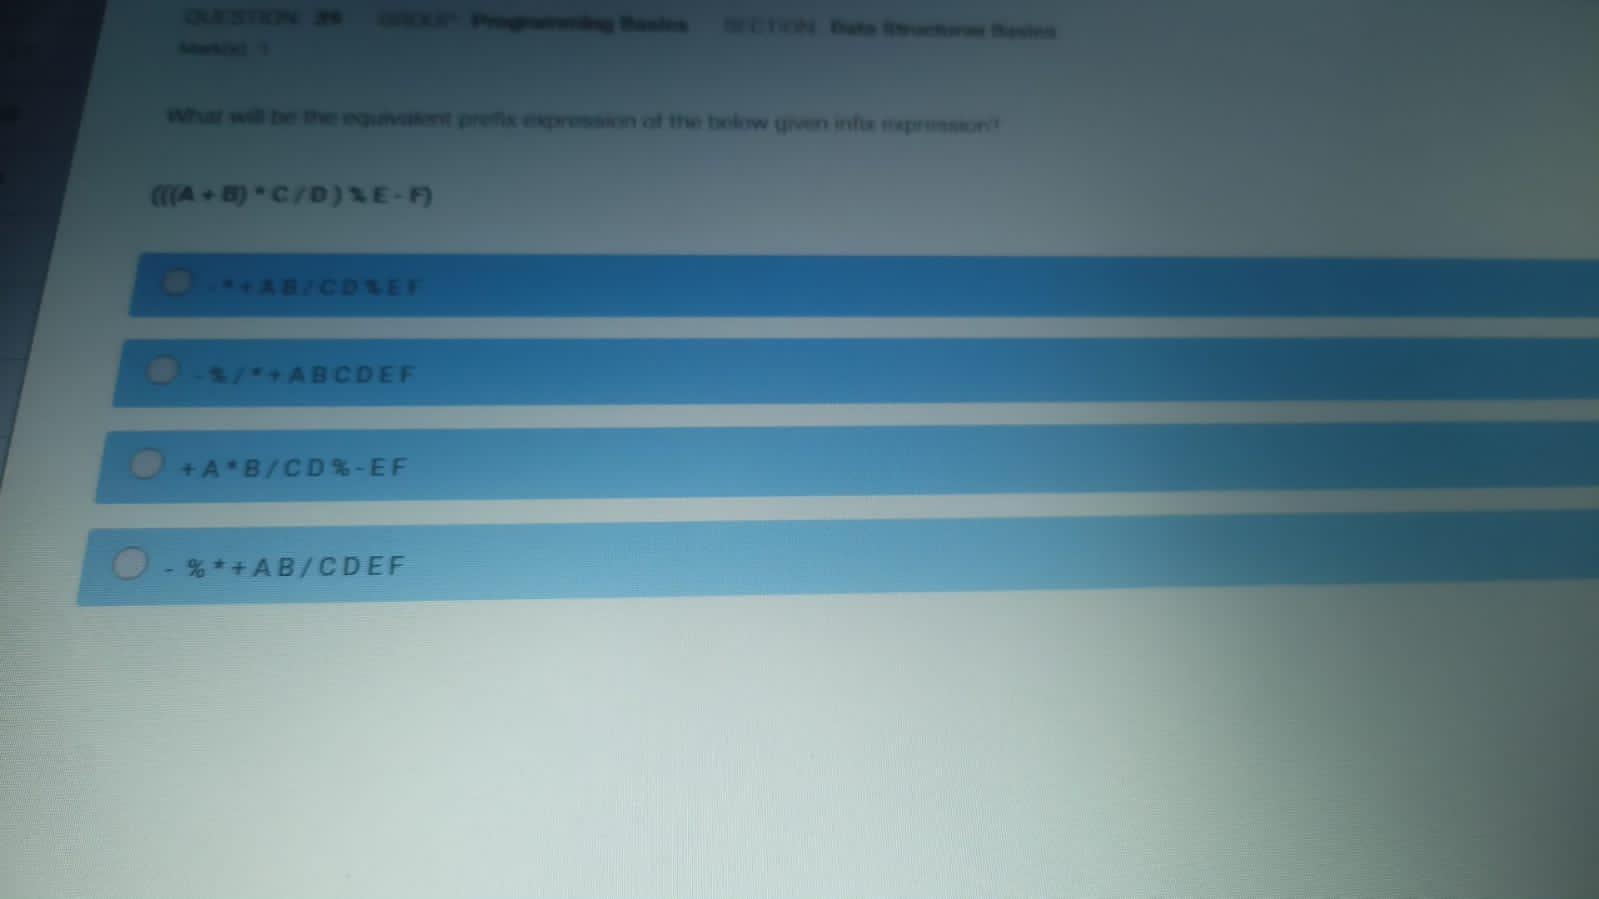 QUESTION: 29 GROUP: Programming Basics SECTION: Data Structures Basics
Mark(s): 1
What will be the equivalent prefix expression of the below given infix expression?
(((A + B) * C / D ) % E - F)
- * + A B / C D % E F
- % / * + A B C D E F
+ A * B / C D % - E F
- % * + A B / C D E F